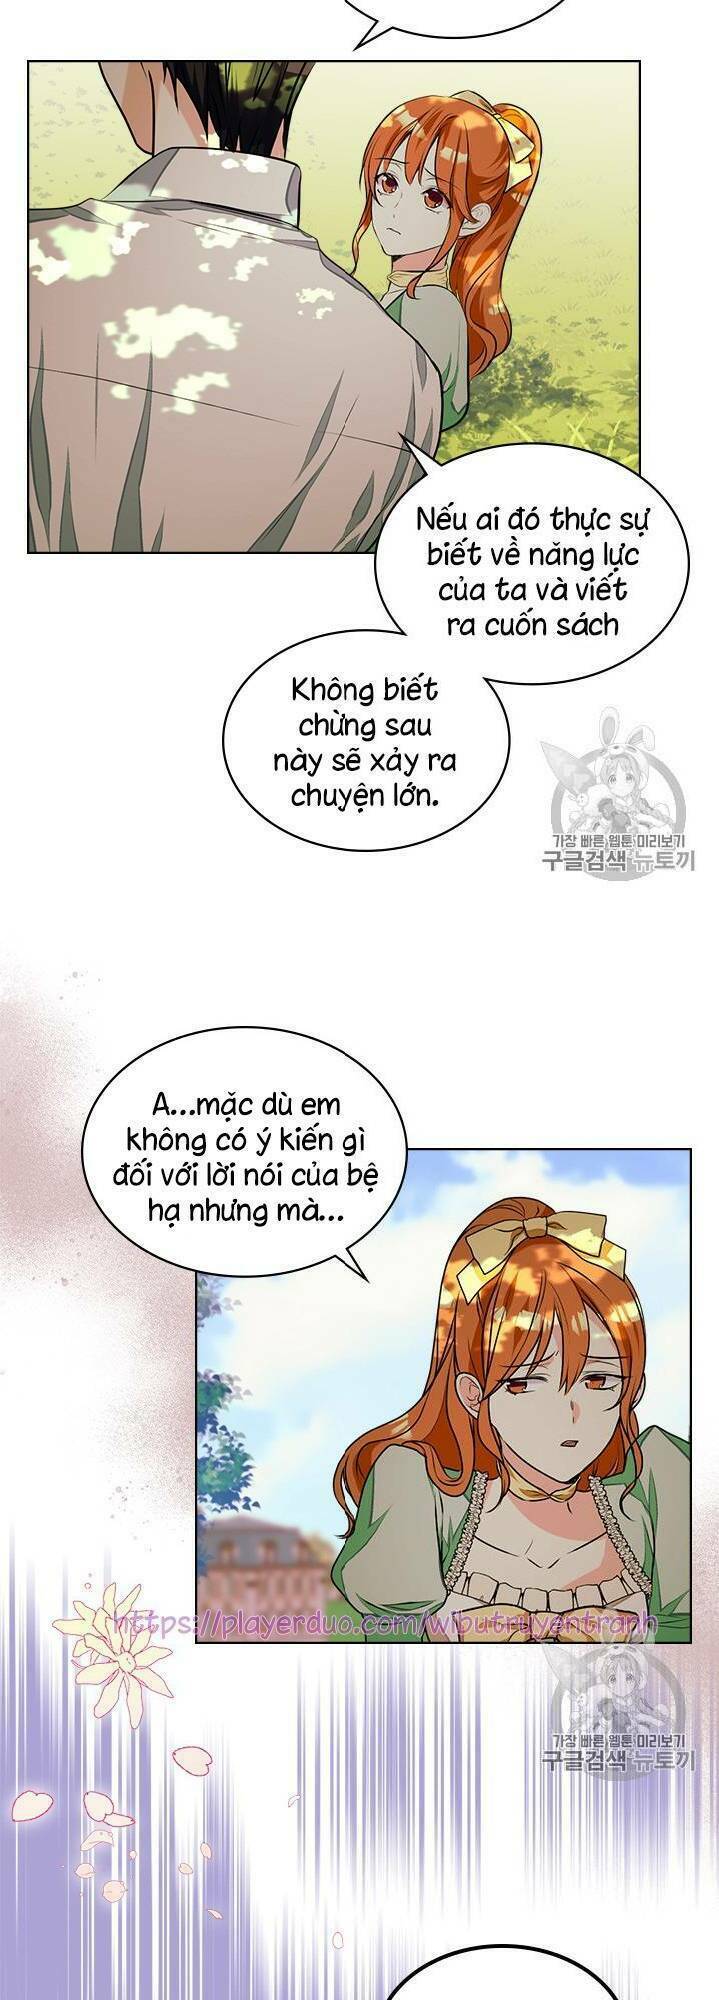 Nếu ai đó thực sự
biết về năng lực
của ta và viết
ra cuốn sách
Không biết
chừng sau
này sẽ xảy ra
chuyện lớn.
가장 빠른 웹툰 미리보기
구글검색 뉴토끼
A...mặc dù em
không có ý kiến gì
đối với lời nói của bệ
hạ nhưng mà...
https://playerduo.com/wibutruyentranh
가장 빠른 웹툰 미리보기
구글검색 뉴토끼